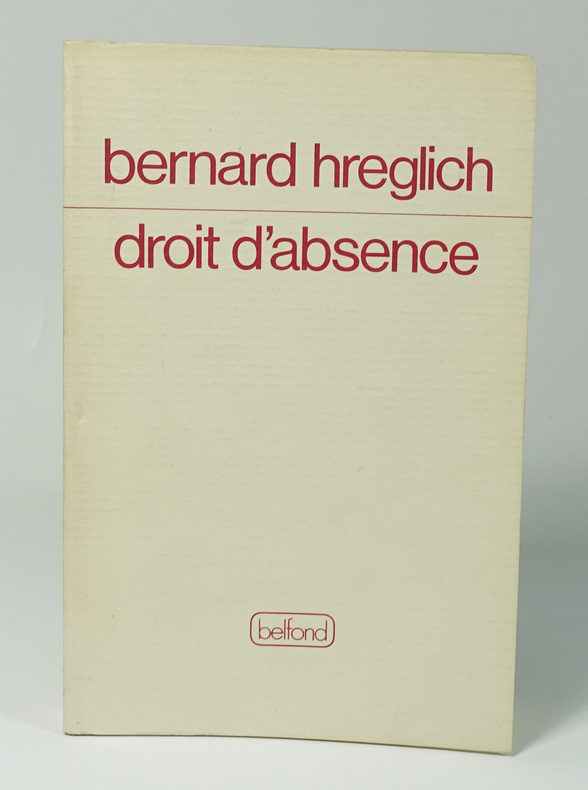 bernard hreglich
droit d'absence
belfond